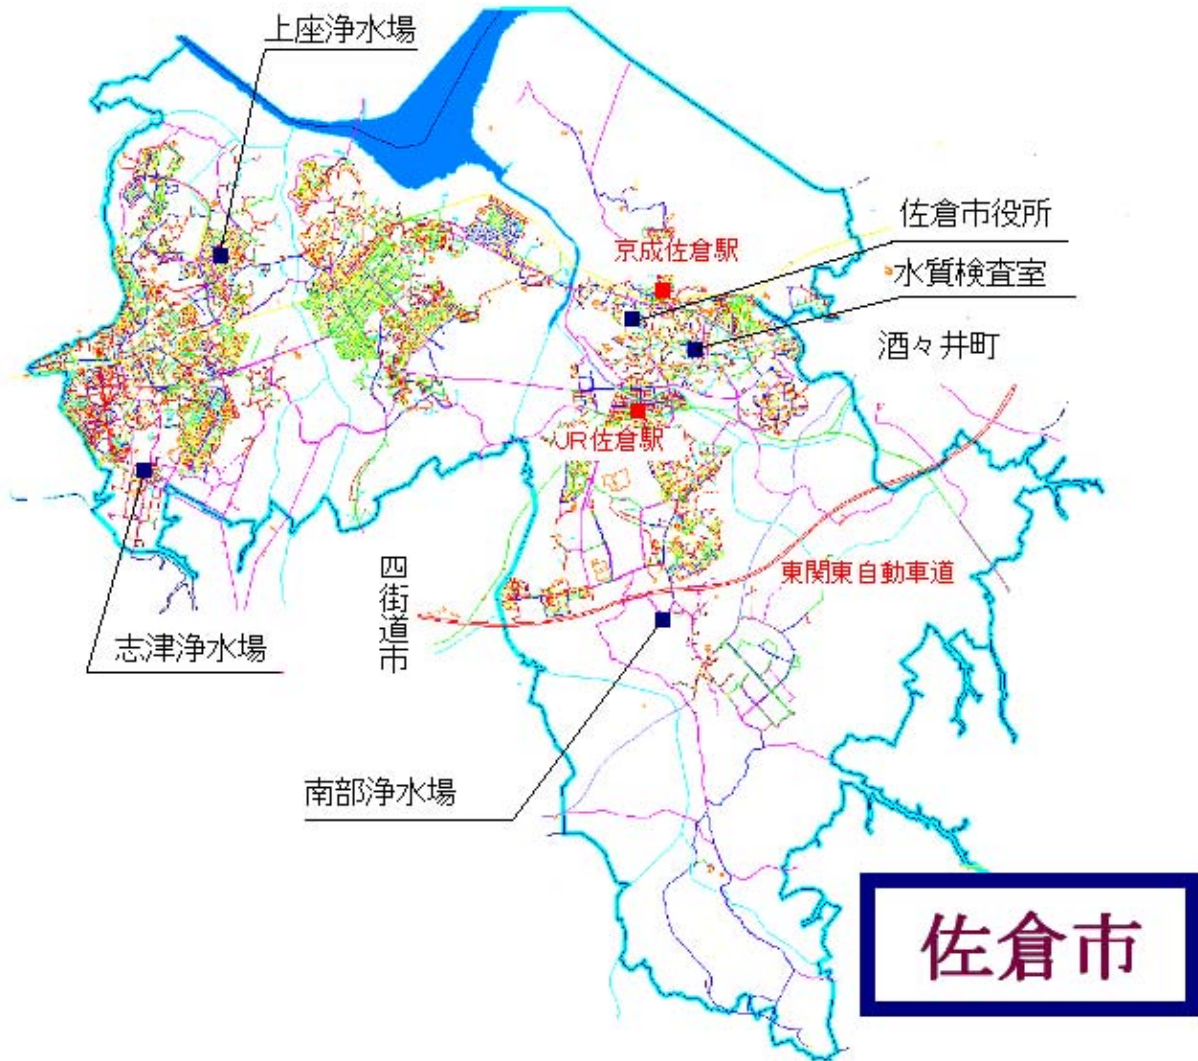 上座浄水場
佐倉市役所
京成佐倉駅
水質検査室
酒々井町
JR佐倉駅
四街道市
東関東自動車道
志津浄水場
南部浄水場
佐倉市